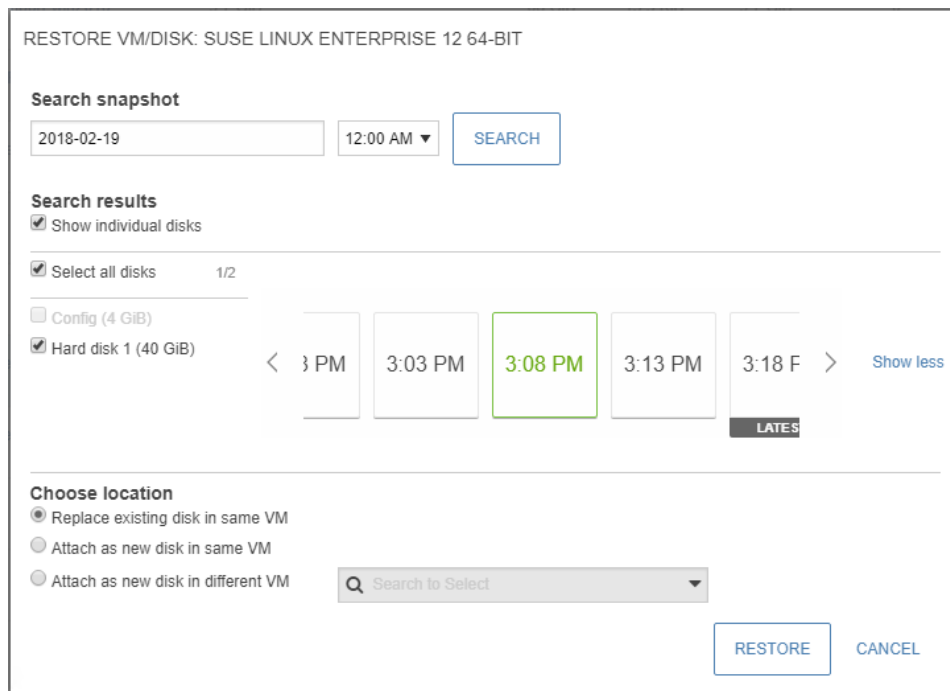 RESTORE VM/DISK: SUSE LINUX ENTERPRISE 12 64-BIT
Search snapshot
2018-02-19 12:00 AM SEARCH
Search results
Show individual disks
Select all disks 1/2
Config (4 GiB)
Hard disk 1 (40 GiB)
PM 3:03 PM 3:08 PM 3:13 PM 3:18 Show less
Choose location
Replace existing disk in same VM
Attach as new disk in same VM
Attach as new disk in different VM Search to Select
RESTORE CANCEL